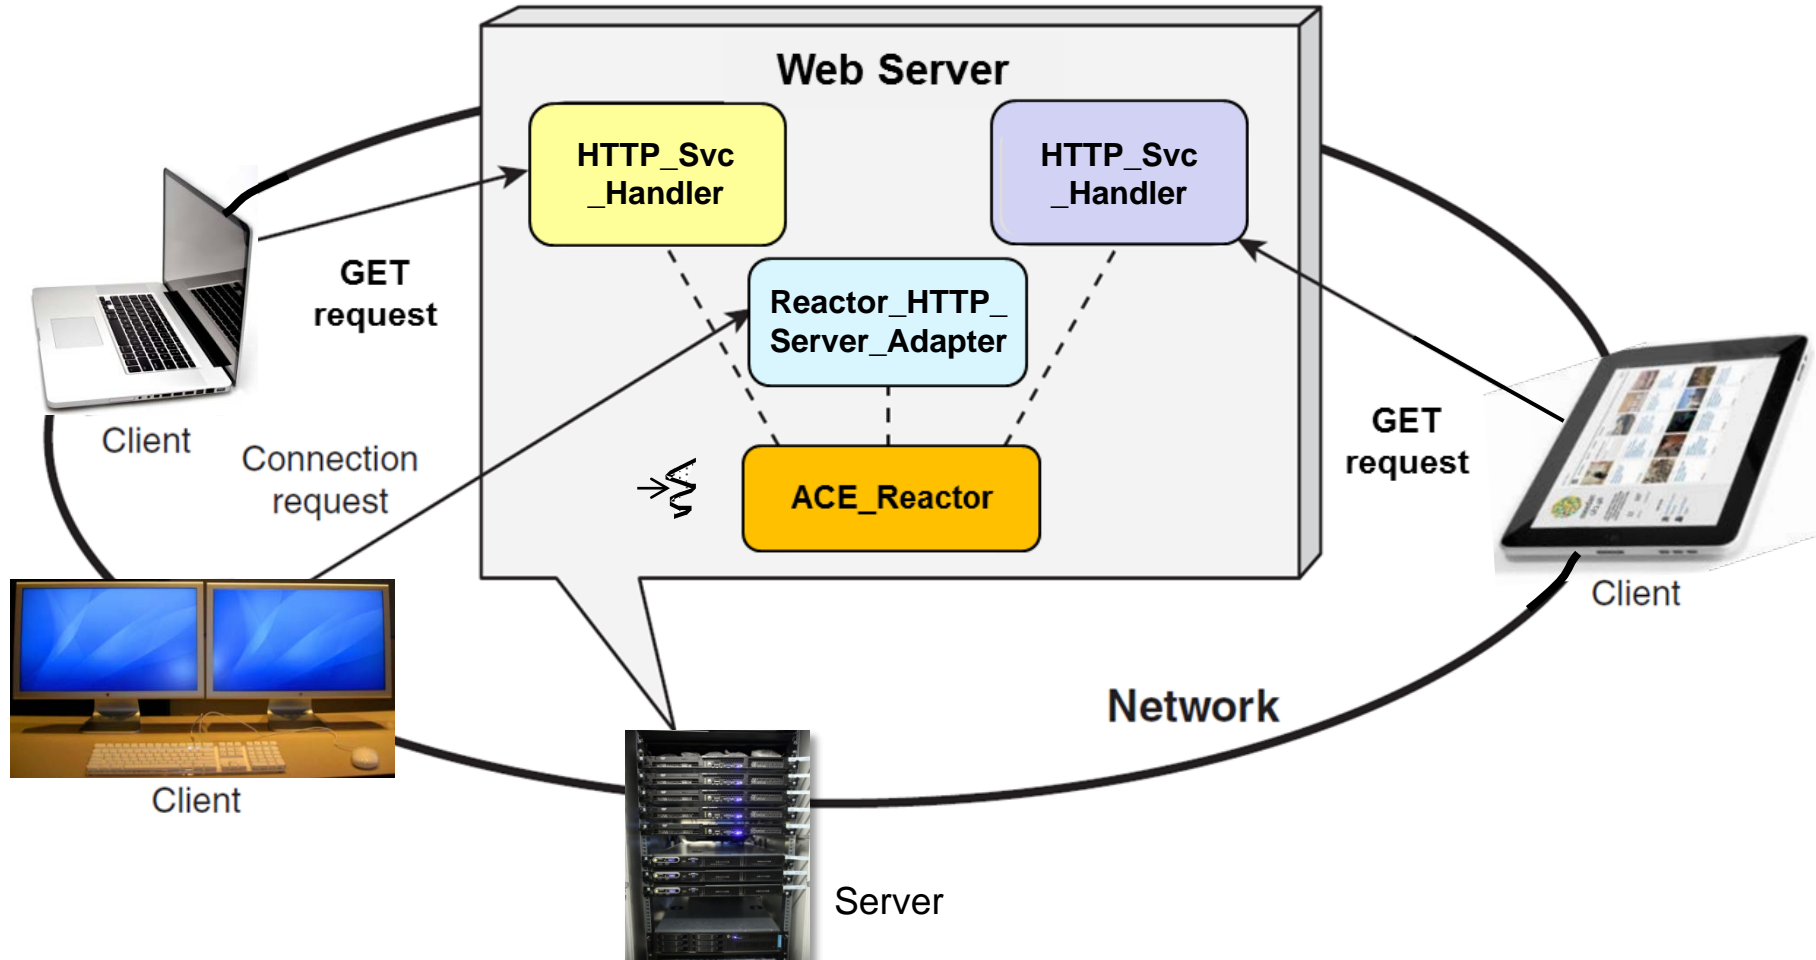 Web Server
HTTP_Svc
_Handler
HTTP_Svc
_Handler
GET
request
Reactor_HTTP_
Server_Adapter
Client
Connection
request
ACE_Reactor
GET
request
Client
Network
Client
Server